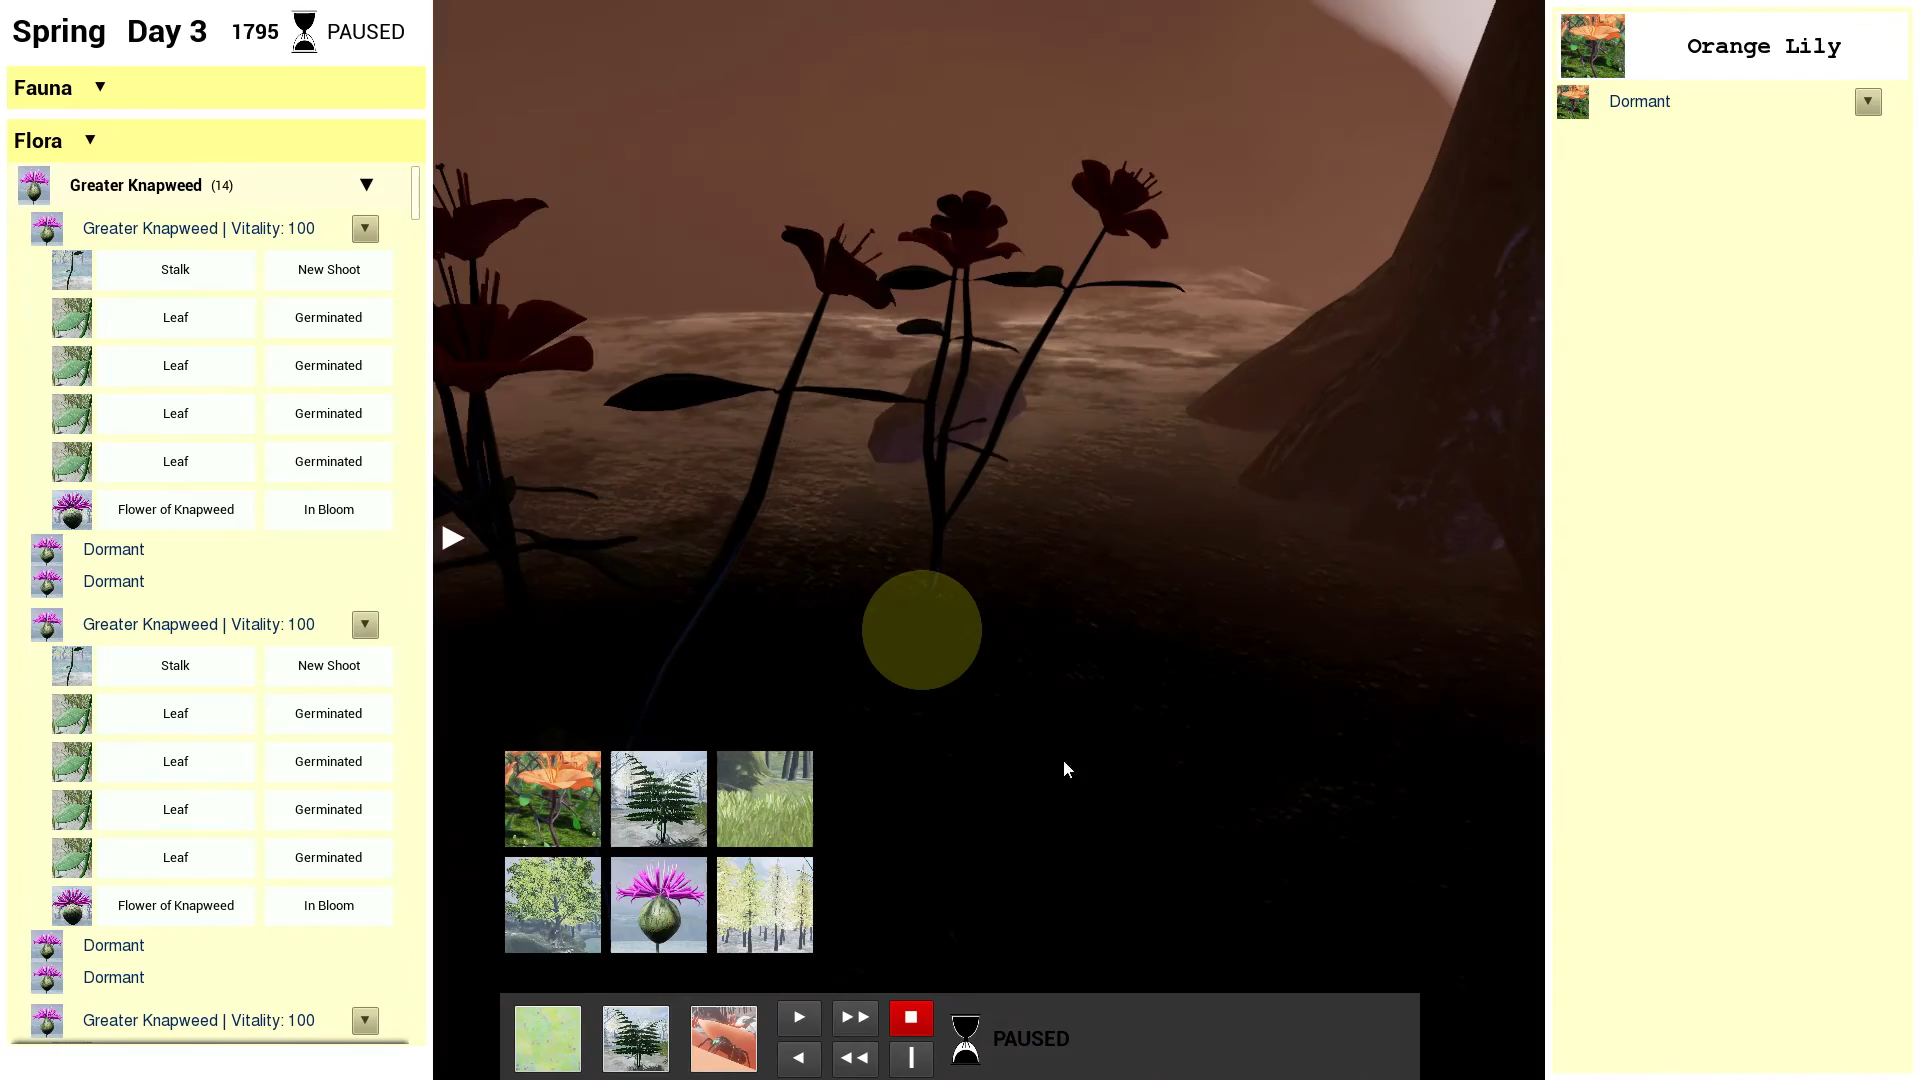 Spring Day 3 1795 PAUSED
Fauna
Flora
Greater Knapweed (14)
Greater Knapweed | Vitality: 100
Stalk New Shoot
Leaf Germinated
Leaf Germinated
Leaf Germinated
Leaf Germinated
Flower of Knapweed In Bloom
Dormant
Dormant
Greater Knapweed | Vitality: 100
Stalk New Shoot
Leaf Germinated
Leaf Germinated
Leaf Germinated
Leaf Germinated
Flower of Knapweed In Bloom
Dormant
Dormant
Greater Knapweed | Vitality: 100
PAUSED
Orange Lily
Dormant